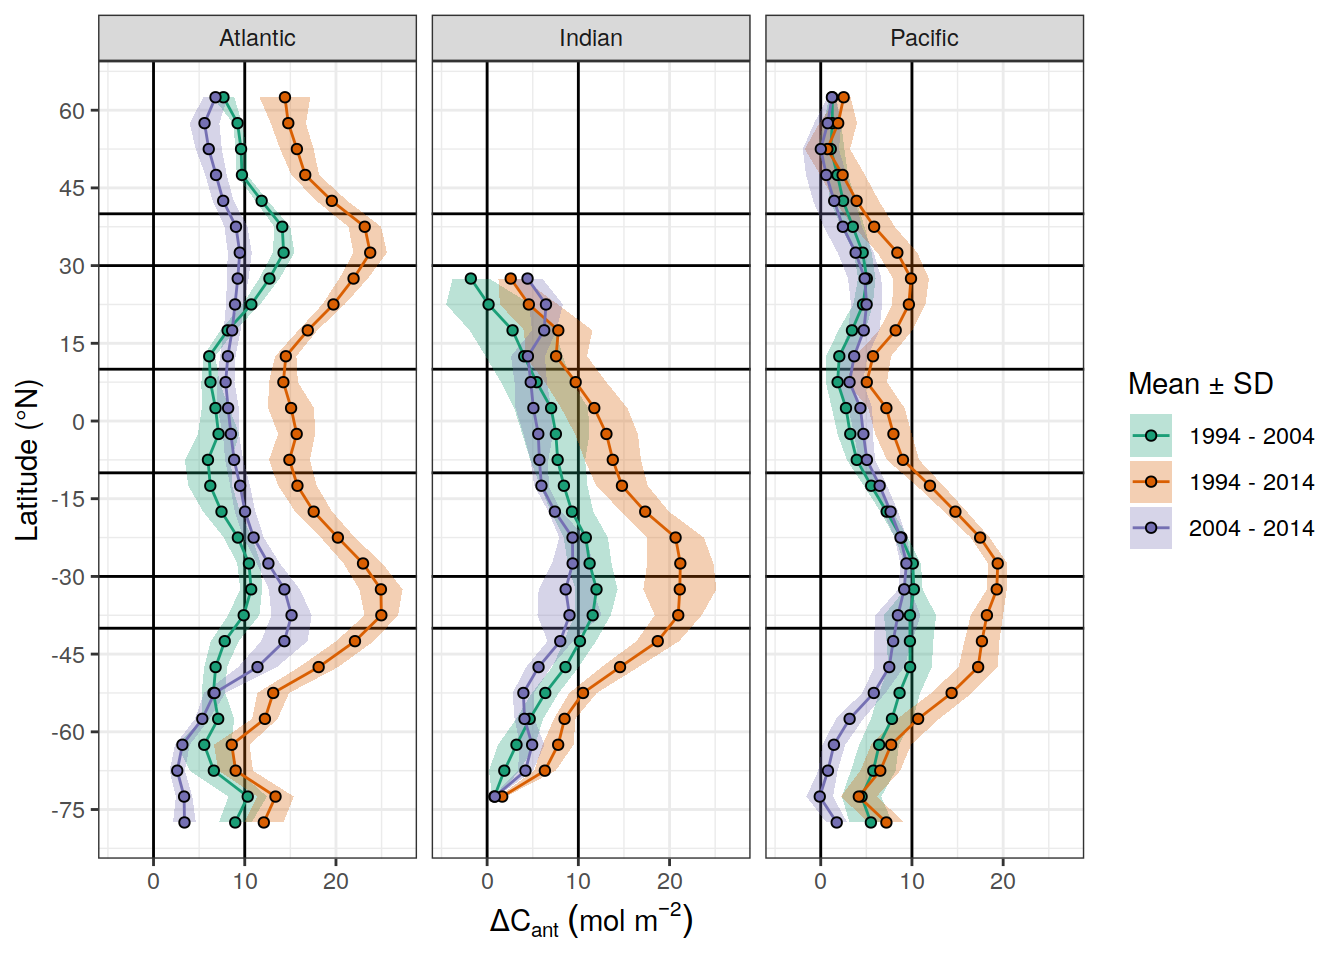 Atlantic
Indian
Pacific
60
45
30
15
0
-15
-30
-45
-60
-75
Latitude (°N)
0 10 20
0 10 20
0 10 20
ΔCant (mol m−2)
Mean ± SD
1994 - 2004
1994 - 2014
2004 - 2014